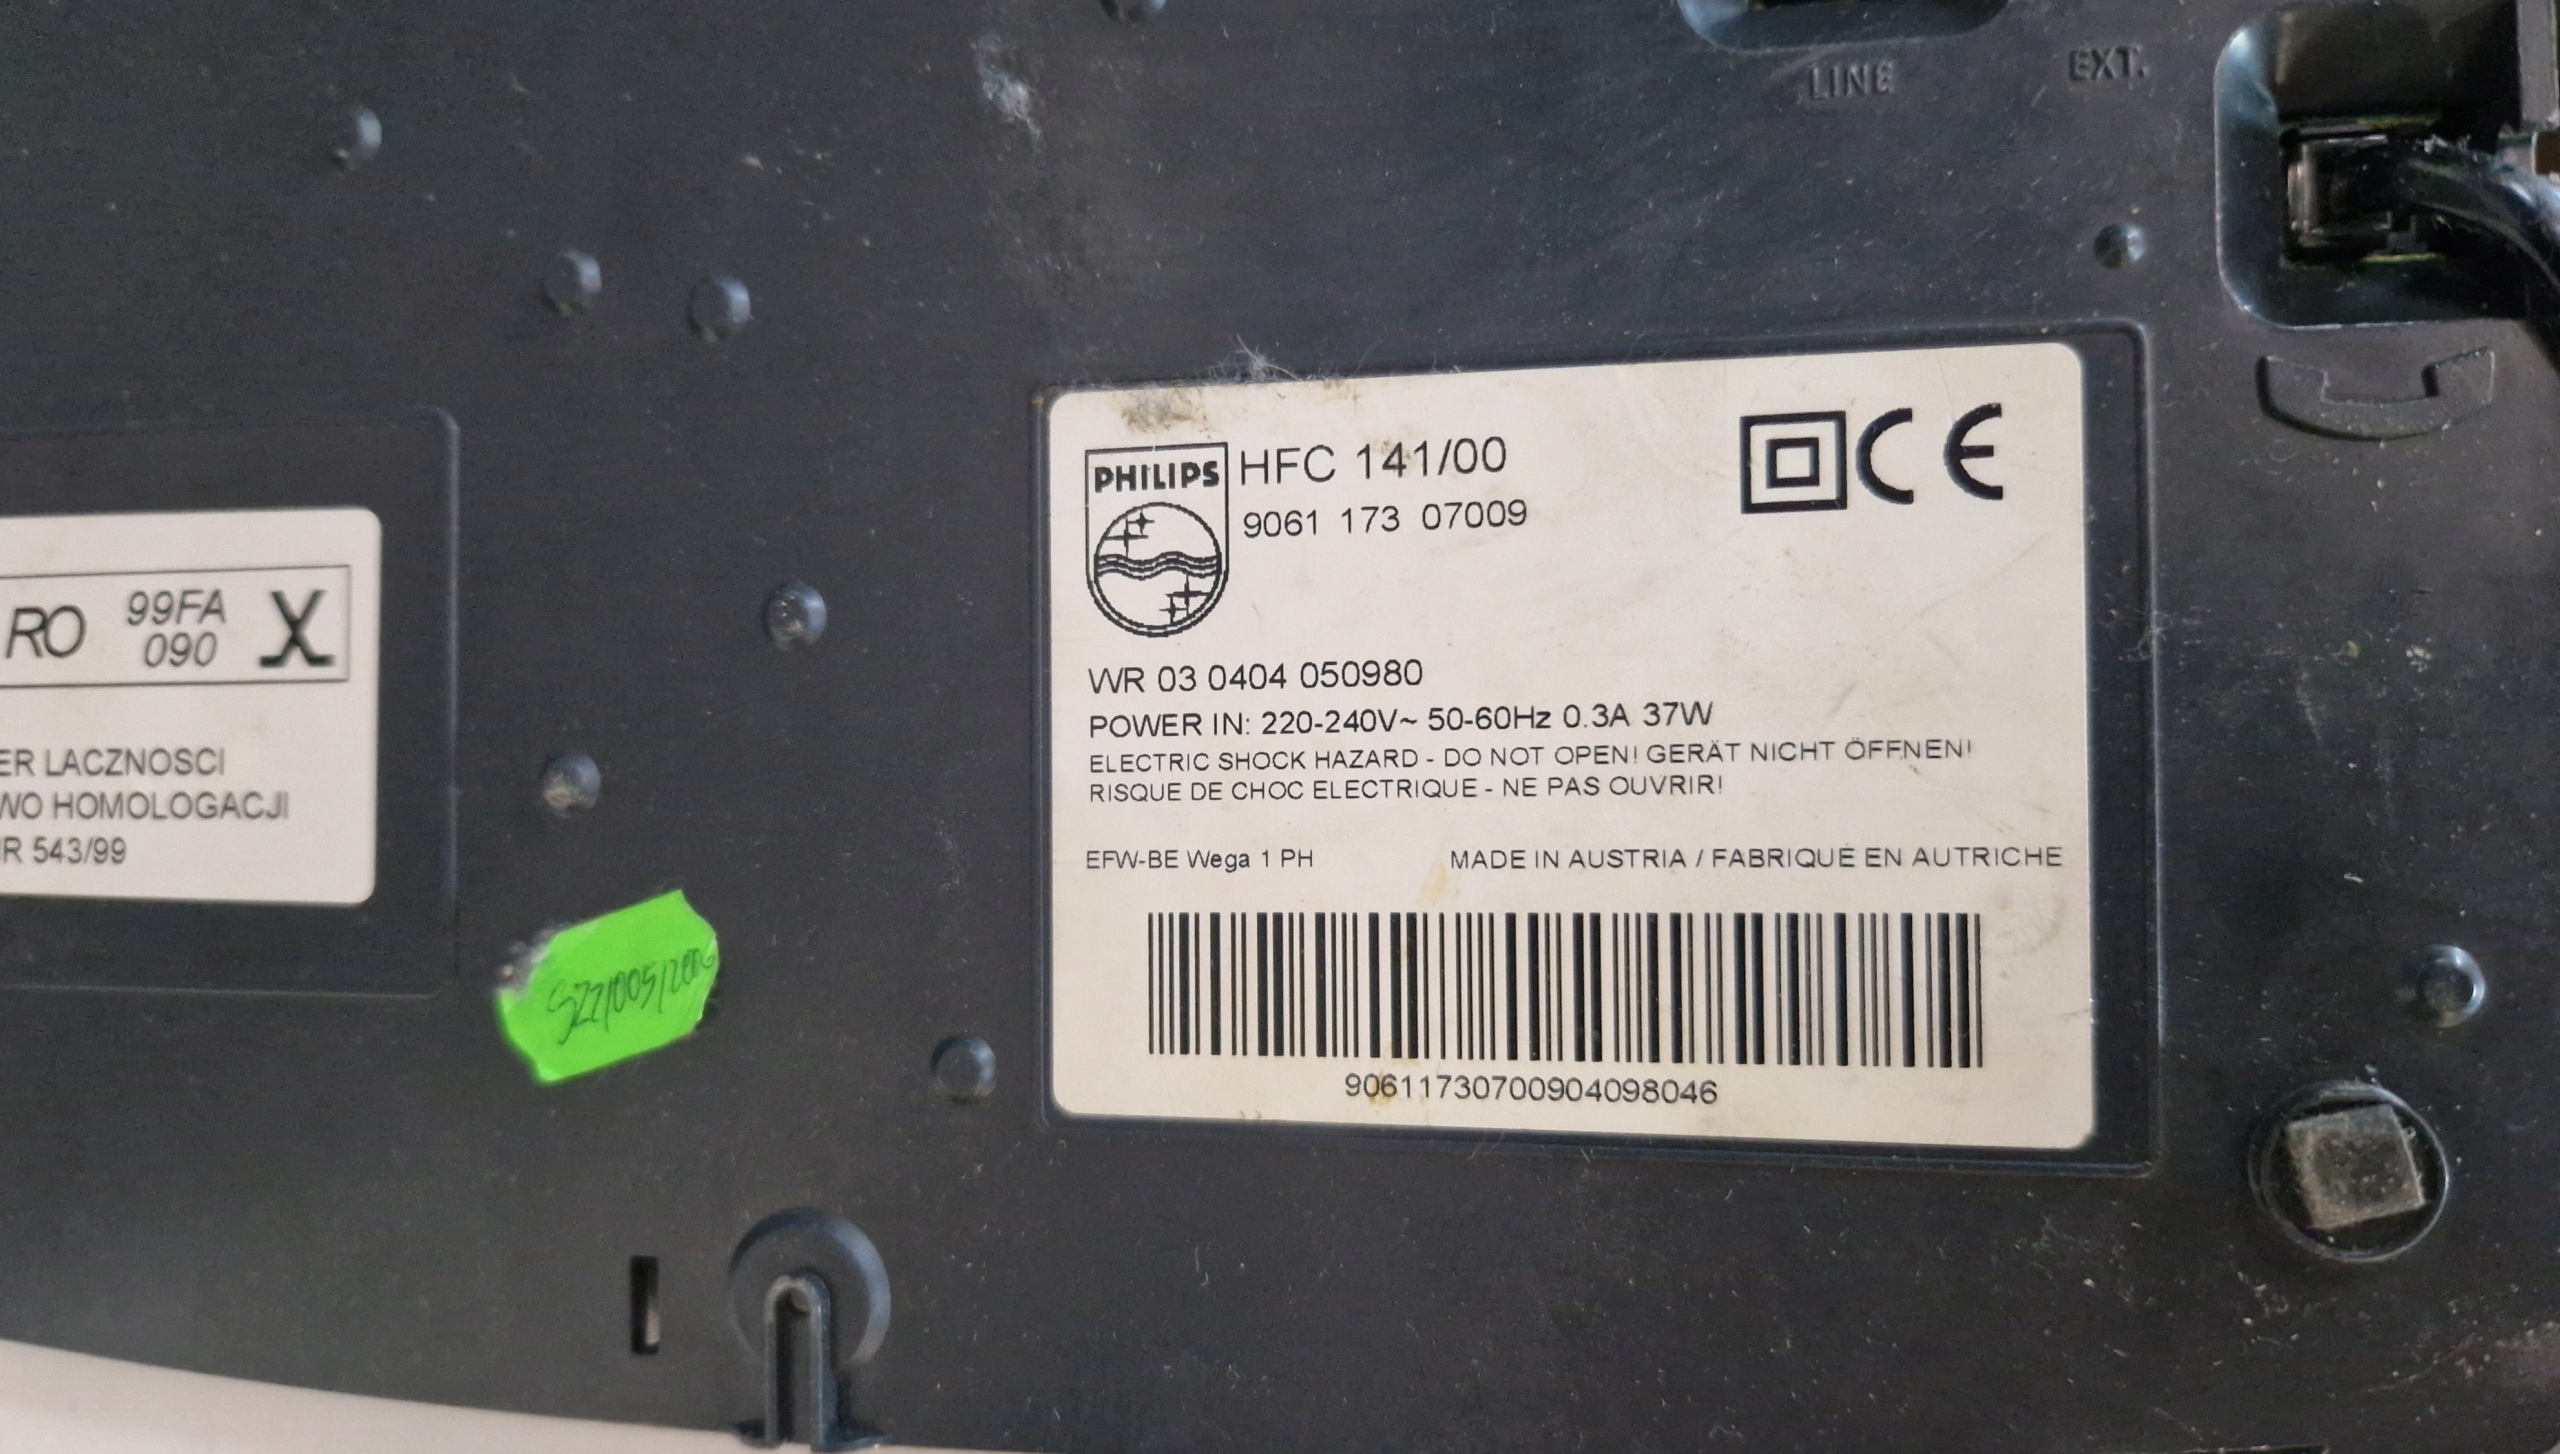 LINE
EXT.
PHILIPS
HFC 141/00
9061 173 07009
CE
WR 03 0404 050980
POWER IN: 220-240V~ 50-60Hz 0.3A 37W
ELECTRIC SHOCK HAZARD - DO NOT OPEN! GERÄT NICHT ÖFFNEN!
RISQUE DE CHOC ELECTRIQUE - NE PAS OUVRIR!
EFW-BE Wega 1 PH
MADE IN AUSTRIA / FABRIQUÉ EN AUTRICHE
90611730700904098046
RO
99FA
090
X
ER LACZNOSCI
WO HOMOLOGACJI
543/99